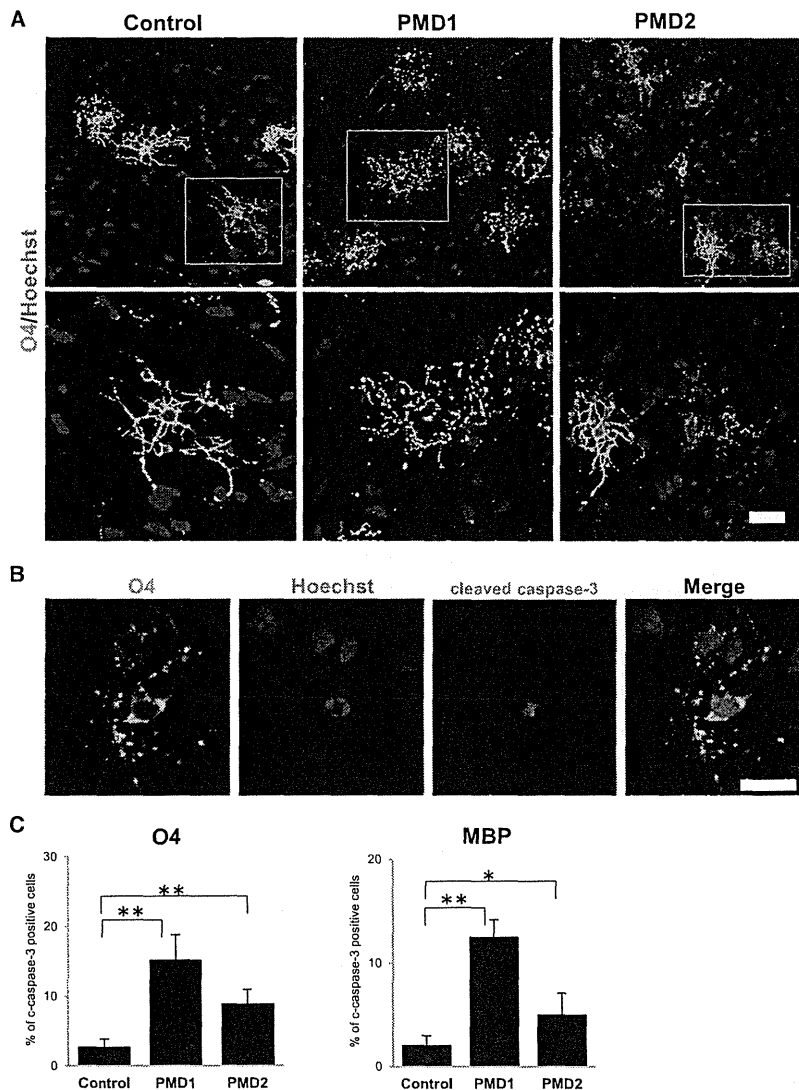 A
Control PMD1 PMD2
O4/Hoechst
B
O4 Hoechst cleaved caspase-3 Merge
C
O4 MBP
% of c-caspase-3 positive cells
30
20
10
0
**
**
Control PMD1 PMD2
% of c-caspase-3 positive cells
20
10
0
*
**
Control PMD1 PMD2